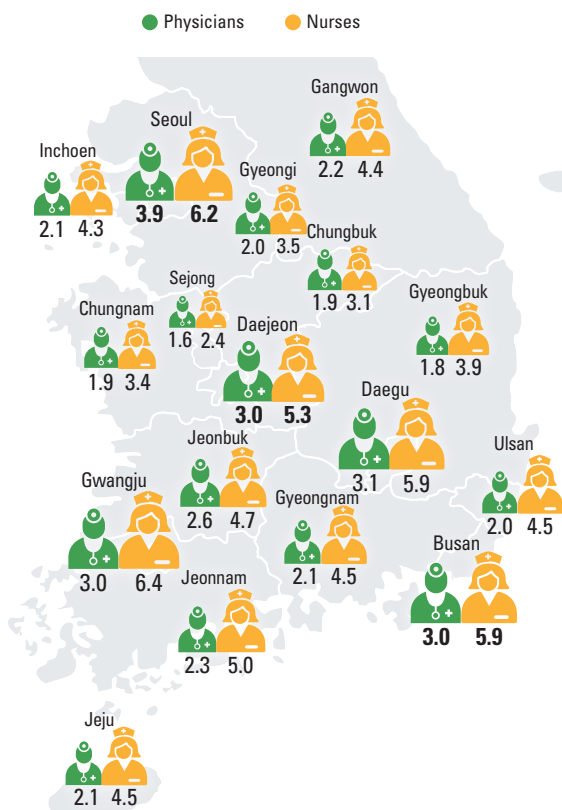 Physicians Nurses
Gangwon
2.2 4.4
Seoul
3.9 6.2
Inchoen
2.1 4.3
Gyeongi
2.0 3.5
Chungbuk
1.9 3.1
Sejong
1.6 2.4
Gyeongbuk
1.8 3.9
Chungnam
1.9 3.4
Daejeon
3.0 5.3
Daegu
3.1 5.9
Jeonbuk
2.6 4.7
Ulsan
2.0 4.5
Gwangju
3.0 6.4
Gyeongnam
2.1 4.5
Busan
3.0 5.9
Jeonnam
2.3 5.0
Jeju
2.1 4.5